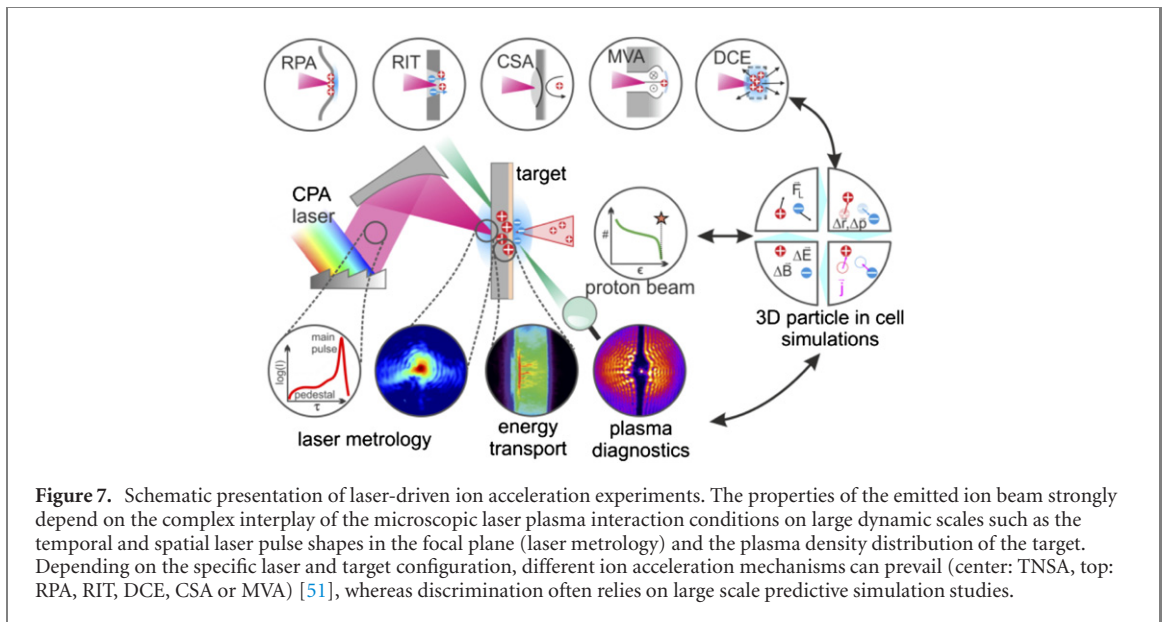 RPA
RIT
CSA
MVA
DCE
target
CPA
laser
F⃗_L
Δr⃗,Δp⃗
ΔB⃗
ΔE⃗
j⃗
#
ϵ
proton beam
3D particle in cell
simulations
main
pulse
log(I)
pedestal
τ
laser metrology
energy
transport
plasma
diagnostics
Figure 7. Schematic presentation of laser-driven ion acceleration experiments. The properties of the emitted ion beam strongly
depend on the complex interplay of the microscopic laser plasma interaction conditions on large dynamic scales such as the
temporal and spatial laser pulse shapes in the focal plane (laser metrology) and the plasma density distribution of the target.
Depending on the specific laser and target configuration, different ion acceleration mechanisms can prevail (center: TNSA, top:
RPA, RIT, DCE, CSA or MVA) [51], whereas discrimination often relies on large scale predictive simulation studies.